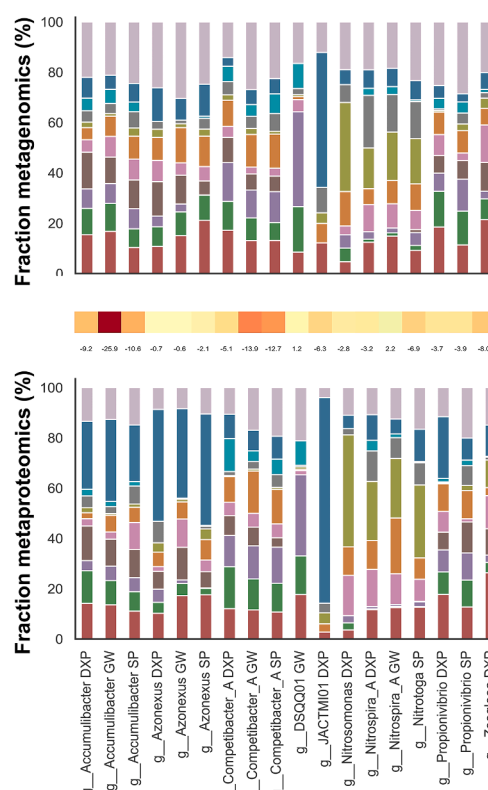 Fraction metagenomics (%)
100
80
60
40
20
-9.2 -25.9 -10.6 -0.7 -0.6 -2.1 -5.1 -13.9 -12.7 1.2 -6.3 -2.8 -3.2 2.2 -6.9 -3.7 -3.9
Fraction metaproteomics (%)
100
80
60
40
20
0
g__Accumulibacter DXP
g__Accumulibacter GW
g__Accumulibacter SP
g__Azonexus DXP
g__Azonexus GW
g__Azonexus SP
_Competibacter_A DXP
_Competibacter_A GW
__Competibacter_A SP
g__DSQQ01 GW
g__JACTMI01 DXP
g__Nitrosomonas DXP
g__Nitrospira_A DXP
g__Nitrospira_A GW
g__Nitrotoga SP
g__Propionivibrio DXP
g__Propionivibrio SP